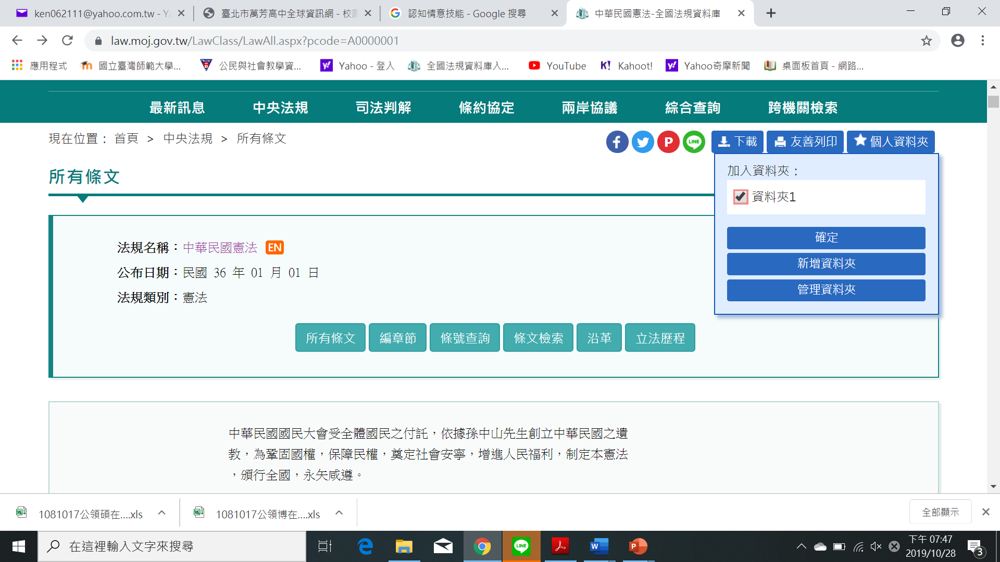 ken062111@yahoo.com.tw - Y
臺北市萬芳高中全球資訊網 - 校園
認知情意技能 - Google 搜尋
中華民國憲法-全國法規資料庫
law.moj.gov.tw/LawClass/LawAll.aspx?pcode=A0000001
應用程式
國立臺灣師範大學...
公民與社會教學資...
Yahoo - 登入
全國法規資料庫入...
YouTube
Kahoot!
Yahoo奇摩新聞
桌面板首頁 - 網路...
最新訊息 中央法規 司法判解 條約協定 兩岸協議 綜合查詢 跨機關檢索
現在位置： 首頁 > 中央法規 > 所有條文
LINE
下載
友善列印
個人資料夾
加入資料夾：
資料夾1
確定
新增資料夾
管理資料夾
所有條文
法規名稱：中華民國憲法 EN
公布日期：民國 36 年 01 月 01 日
法規類別：憲法
所有條文 編章節 條號查詢 條文檢索 沿革 立法歷程
中華民國國民大會受全體國民之付託，依據孫中山先生創立中華民國之遺
教，為鞏固國權，保障民權，奠定社會安寧，增進人民福利，制定本憲法
，頒行全國，永矢咸遵。
1081017公領碩在....xls
1081017公領博在....xls
全部顯示
在這裡輸入文字來搜尋
LINE
下午 07:47
2019/10/28
3